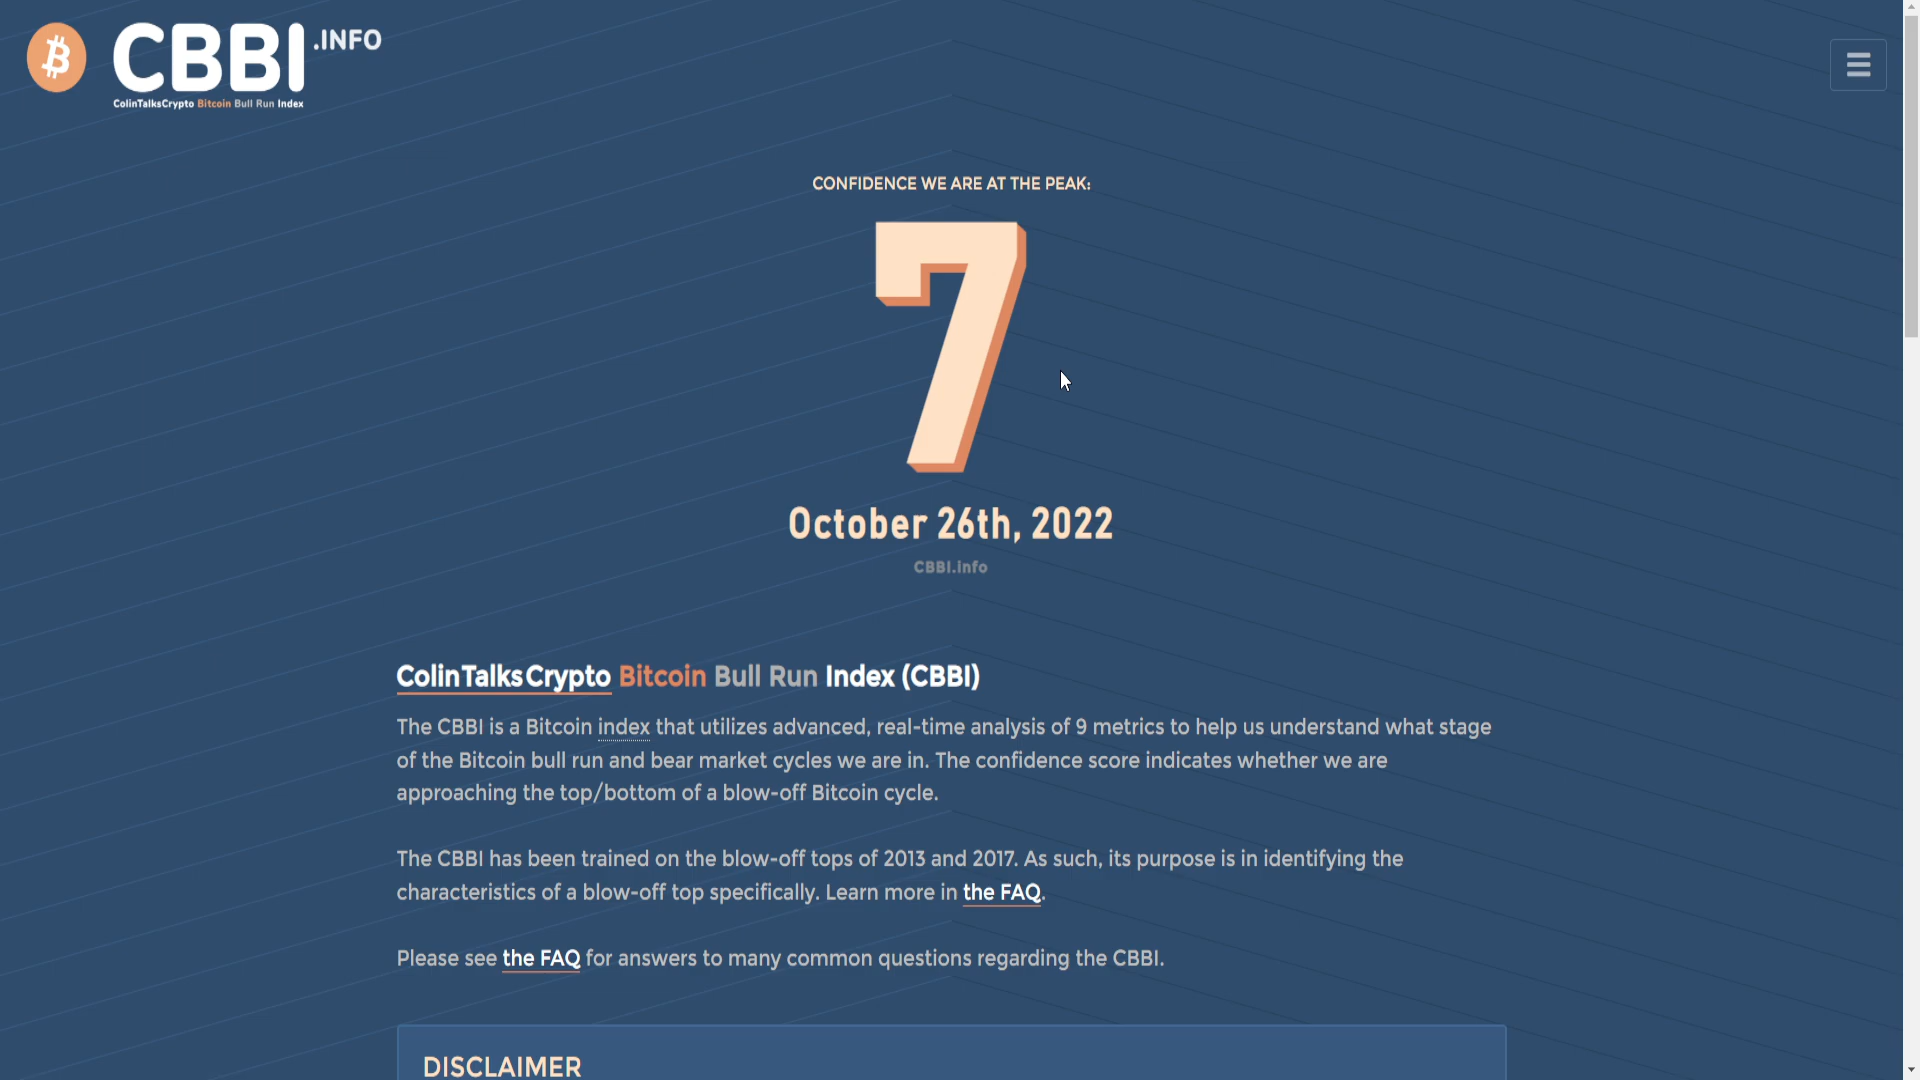 CBBI.INFO
ColinTalksCrypto Bitcoin Bull Run Index
CONFIDENCE WE ARE AT THE PEAK:
7
October 26th, 2022
CBBI.info
ColinTalksCrypto Bitcoin Bull Run Index (CBBI)
The CBBI is a Bitcoin index that utilizes advanced, real-time analysis of 9 metrics to help us understand what stage
of the Bitcoin bull run and bear market cycles we are in. The confidence score indicates whether we are
approaching the top/bottom of a blow-off Bitcoin cycle.
The CBBI has been trained on the blow-off tops of 2013 and 2017. As such, its purpose is in identifying the
characteristics of a blow-off top specifically. Learn more in the FAQ.
Please see the FAQ for answers to many common questions regarding the CBBI.
DISCLAIMER